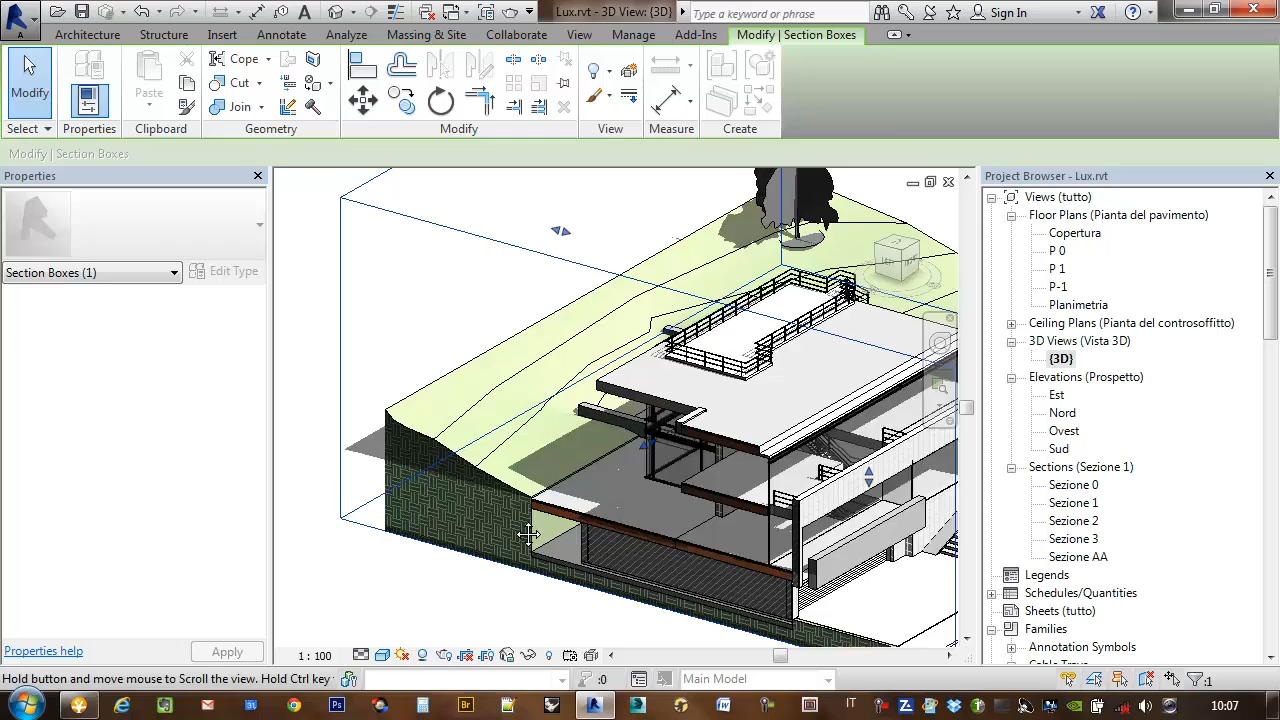 Lux.rvt - 3D View: {3D}
Type a keyword or phrase
Sign In
A
Architecture
Structure
Insert
Annotate
Analyze
Massing & Site
Collaborate
View
Manage
Add-Ins
Modify | Section Boxes
Modify
Select
Properties
Paste
Clipboard
Cope
Cut
Join
Geometry
Modify
View
Measure
Create
Modify | Section Boxes
Properties
Section Boxes (1)
Edit Type
Properties help
Apply
1 : 100
Project Browser - Lux.rvt
Views (tutto)
Floor Plans (Pianta del pavimento)
Copertura
P 0
P 1
P-1
Planimetria
Ceiling Plans (Pianta del controsoffitto)
3D Views (Vista 3D)
{3D}
Elevations (Prospetto)
Est
Nord
Ovest
Sud
Sections (Sezione 1)
Sezione 0
Sezione 1
Sezione 2
Sezione 3
Sezione AA
Legends
Schedules/Quantities
Sheets (tutto)
Families
Annotation Symbols
Hold button and move mouse to Scroll the view. Hold Ctrl key
:0
Main Model
:1
Ps
Br
IT
10:07